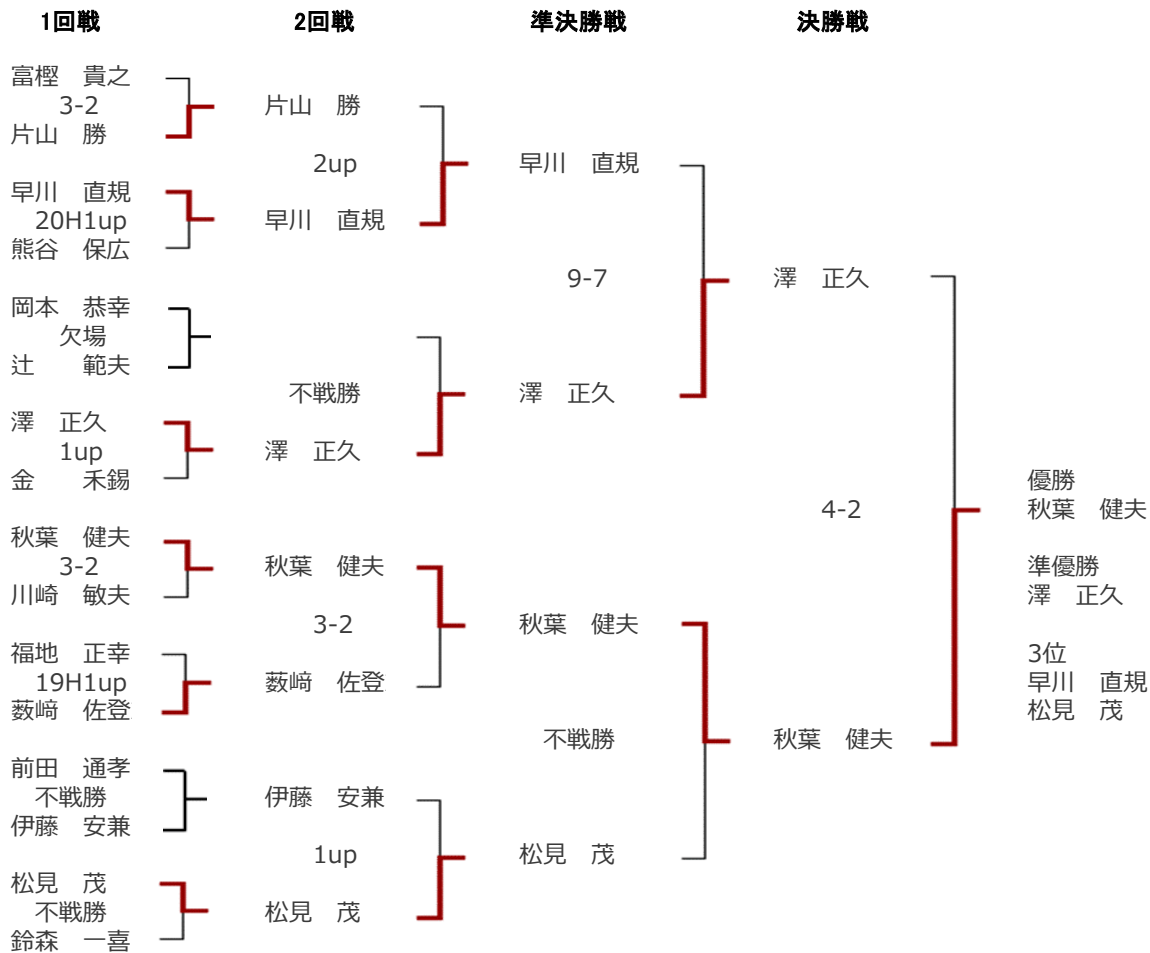 1回戦
2回戦
準決勝戦
決勝戦
富樫　貴之
3-2
片山　勝
早川　直規
20H1up
熊谷　保広
岡本　恭幸
欠場
辻　　範夫
澤　正久
1up
金　　禾錫
秋葉　健夫
3-2
川崎　敏夫
福地　正幸
19H1up
薮﨑　佐登
前田　通孝
不戦勝
伊藤　安兼
松見　茂
不戦勝
鈴森　一喜
片山　勝
2up
早川　直規
不戦勝
澤　正久
秋葉　健夫
3-2
薮﨑　佐登
伊藤　安兼
1up
松見　茂
早川　直規
9-7
澤　正久
秋葉　健夫
不戦勝
松見　茂
澤　正久
4-2
秋葉　健夫
優勝
秋葉　健夫
準優勝
澤　正久
3位
早川　直規
松見　茂